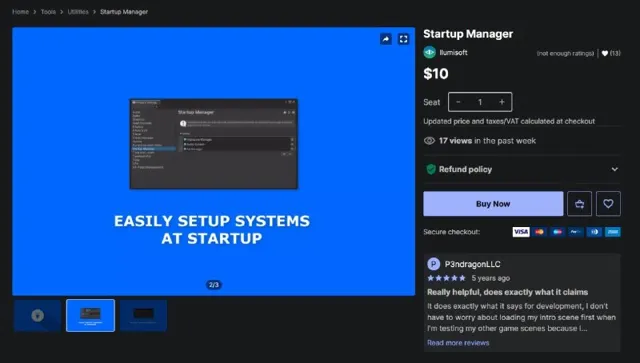 Home > Tools > Utilities > Startup Manager
Startup Manager
Startup Manager
llumisoft
(not enough ratings) | (13)
$10
Seat - 1 +
Updated price and taxes/VAT calculated at checkout
17 views in the past week
Refund policy
Buy Now
Secure checkout: VISA
EASILY SETUP SYSTEMS
AT STARTUP
2/3
P P3ndragonLLC
5 years ago
Really helpful, does exactly what it claims
It does exactly what it says for development, I don't
have to worry about loading my intro scene first when
I'm testing my other game scenes because I...
Read more reviews